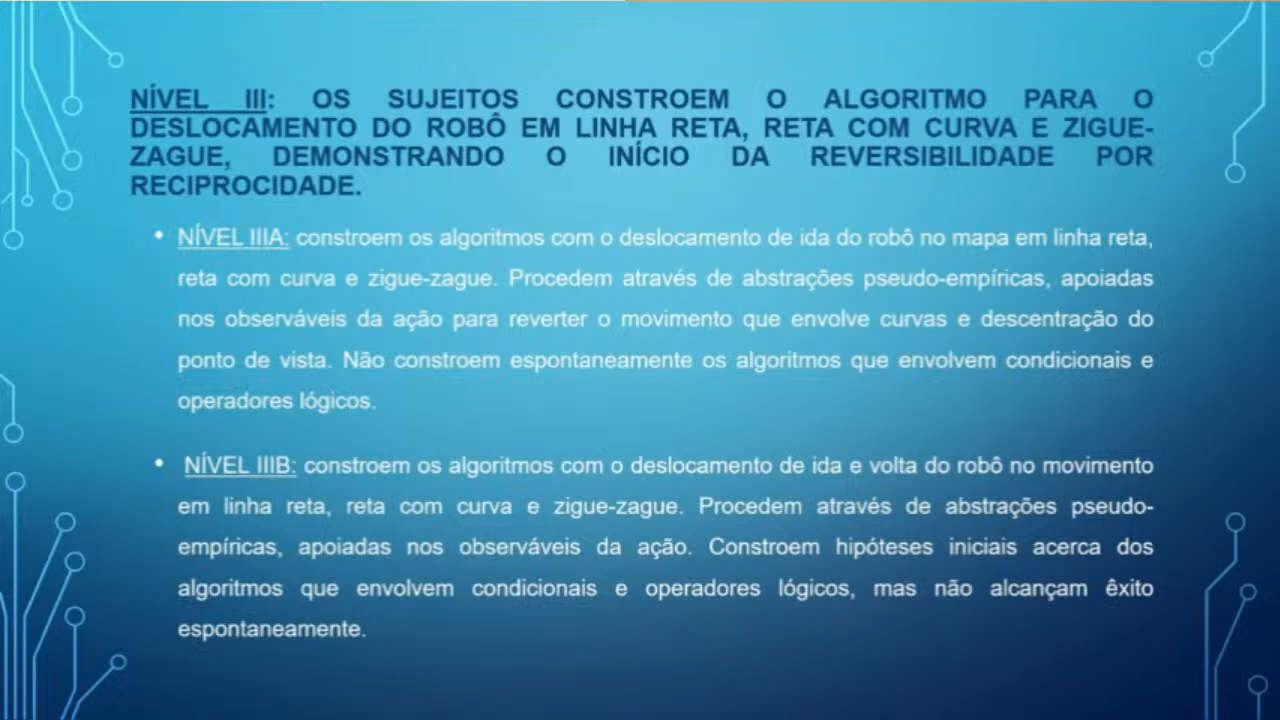 NÍVEL III: OS SUJEITOS CONSTROEM O ALGORITMO PARA O
DESLOCAMENTO DO ROBÔ EM LINHA RETA, RETA COM CURVA E ZIGUE-
ZAGUE, DEMONSTRANDO O INÍCIO DA REVERSIBILIDADE POR
RECIPROCIDADE.
• NÍVEL IIIA: constroem os algoritmos com o deslocamento de ida do robô no mapa em linha reta,
reta com curva e zigue-zague. Procedem através de abstrações pseudo-empíricas, apoiadas
nos observáveis da ação para reverter o movimento que envolve curvas e descentração do
ponto de vista. Não constroem espontaneamente os algoritmos que envolvem condicionais e
operadores lógicos.
• NÍVEL IIIB: constroem os algoritmos com o deslocamento de ida e volta do robô no movimento
em linha reta, reta com curva e zigue-zague. Procedem através de abstrações pseudo-
empíricas, apoiadas nos observáveis da ação. Constroem hipóteses iniciais acerca dos
algoritmos que envolvem condicionais e operadores lógicos, mas não alcançam êxito
espontaneamente.